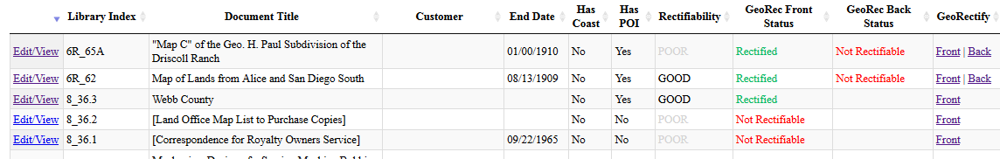 Library Index Document Title Customer End Date Has Coast Has POI Rectifiability GeoRec Front Status GeoRec Back Status GeoRectify
Edit/View 6R_65A "Map C" of the Geo. H. Paul Subdivision of the Driscoll Ranch 01/00/1910 No Yes POOR Rectified Not Rectifiable Front | Back
Edit/View 6R_62 Map of Lands from Alice and San Diego South 08/13/1909 No Yes GOOD Rectified Not Rectifiable Front | Back
Edit/View 8_36.3 Webb County No Yes GOOD Rectified Front
Edit/View 8_36.2 [Land Office Map List to Purchase Copies] No No POOR Not Rectifiable Front
Edit/View 8_36.1 [Correspondence for Royalty Owners Service] 09/22/1965 No No POOR Not Rectifiable Front